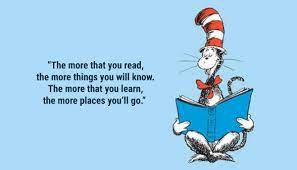 “The more that you read,
the more things you will know.
The more that you learn,
the more places you’ll go.”